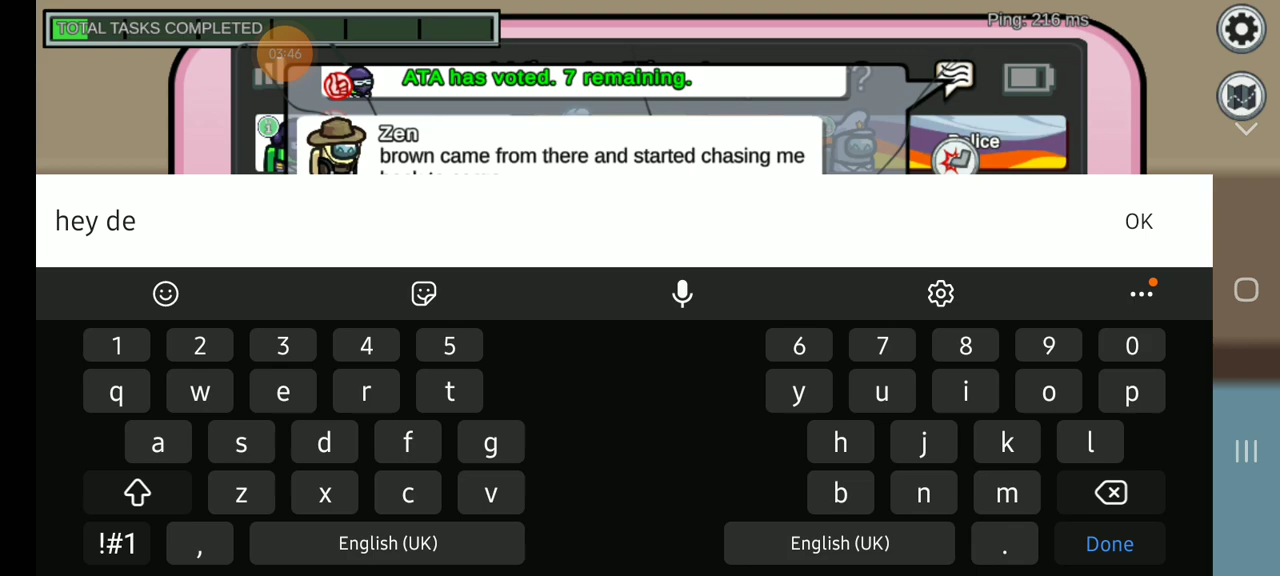 TOTAL TASKS COMPLETED
Ping: 216 ms
03:46
ATA has voted. 7 remaining.
?
Zen
brown came from there and started chasing me
hey de
OK
1 2 3 4 5 6 7 8 9 0
q w e r t y u i o p
a s d f g h j k l
z x c v b n m
!#1 , English (UK) English (UK) . Done